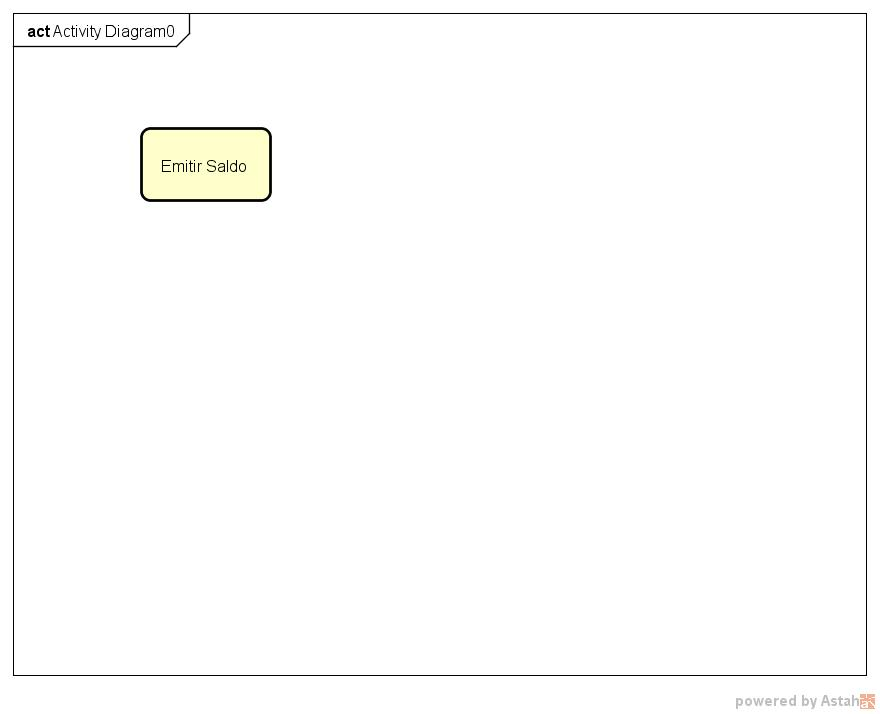 act Activity Diagram0
Emitir Saldo
powered by Astah